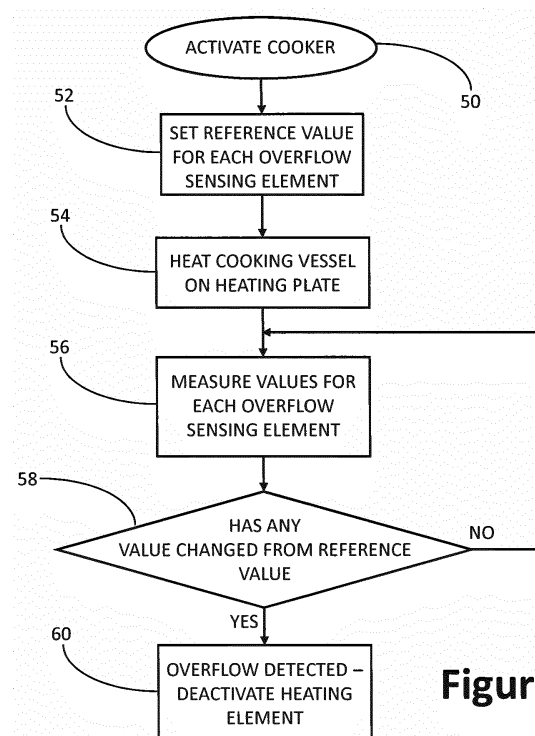 ACTIVATE COOKER
50
52
SET REFERENCE VALUE
FOR EACH OVERFLOW
SENSING ELEMENT
54
HEAT COOKING VESSEL
ON HEATING PLATE
56
MEASURE VALUES FOR
EACH OVERFLOW
SENSING ELEMENT
58
HAS ANY
VALUE CHANGED FROM REFERENCE
VALUE
NO
YES
60
OVERFLOW DETECTED –
DEACTIVATE HEATING
ELEMENT
Figur